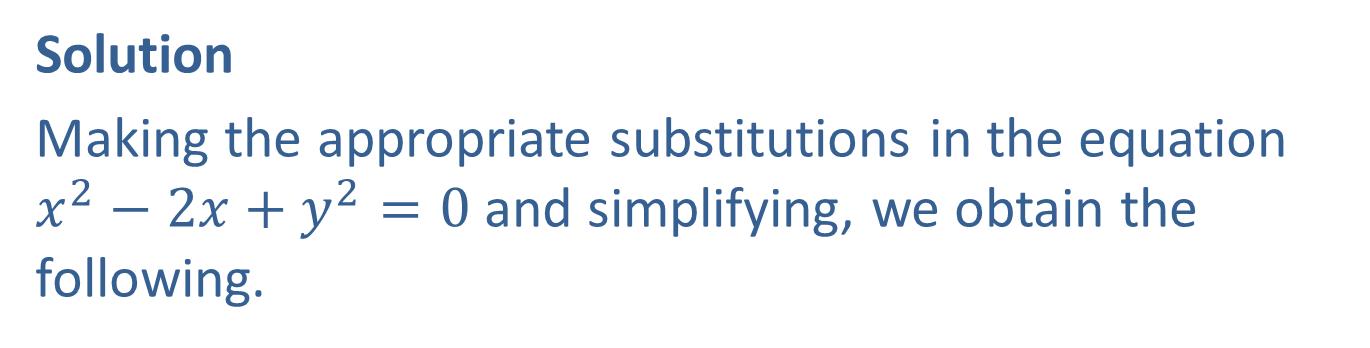 Solution
Making the appropriate substitutions in the equation
𝑥² − 2𝑥 + 𝑦² = 0 and simplifying, we obtain the
following.